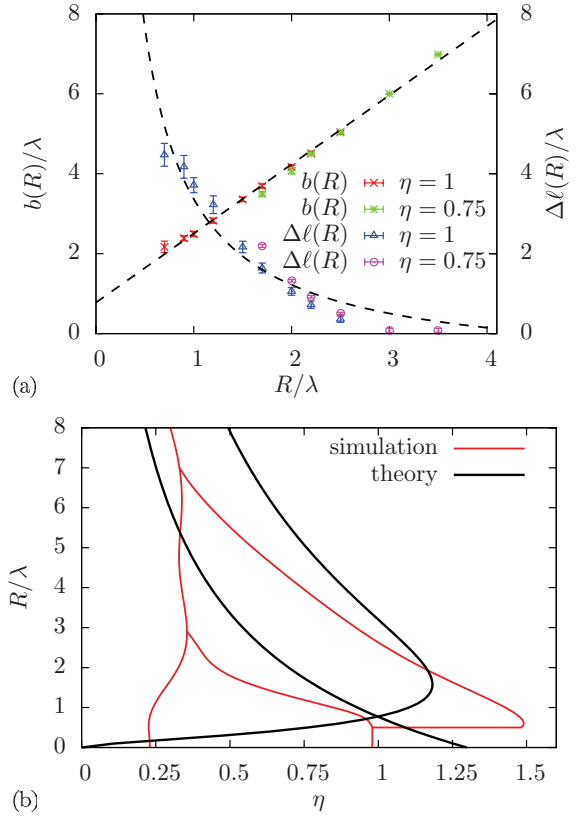 8
6
4
2
0
b(R)/λ
8
6
4
2
0
Δℓ(R)/λ
b(R) η = 1
b(R) η = 0.75
Δℓ(R) η = 1
Δℓ(R) η = 0.75
0 1 2 3 4
R/λ
(a)
8
7
6
5
4
3
2
1
0
R/λ
simulation
theory
0 0.25 0.5 0.75 1 1.25 1.5
η
(b)